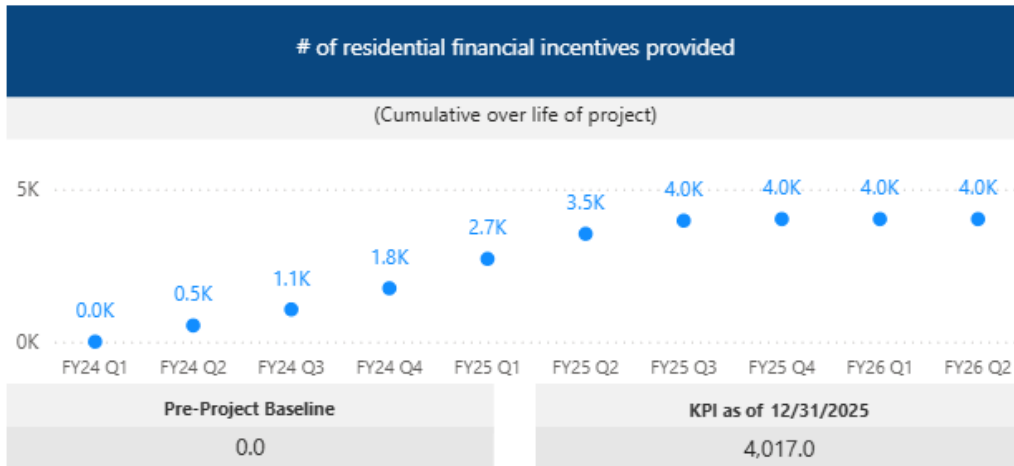 # of residential financial incentives provided
(Cumulative over life of project)
5K
0K
0.0K
0.5K
1.1K
1.8K
2.7K
3.5K
4.0K
4.0K
4.0K
4.0K
FY24 Q1 FY24 Q2 FY24 Q3 FY24 Q4 FY25 Q1 FY25 Q2 FY25 Q3 FY25 Q4 FY26 Q1 FY26 Q2
Pre-Project Baseline
0.0
KPI as of 12/31/2025
4,017.0